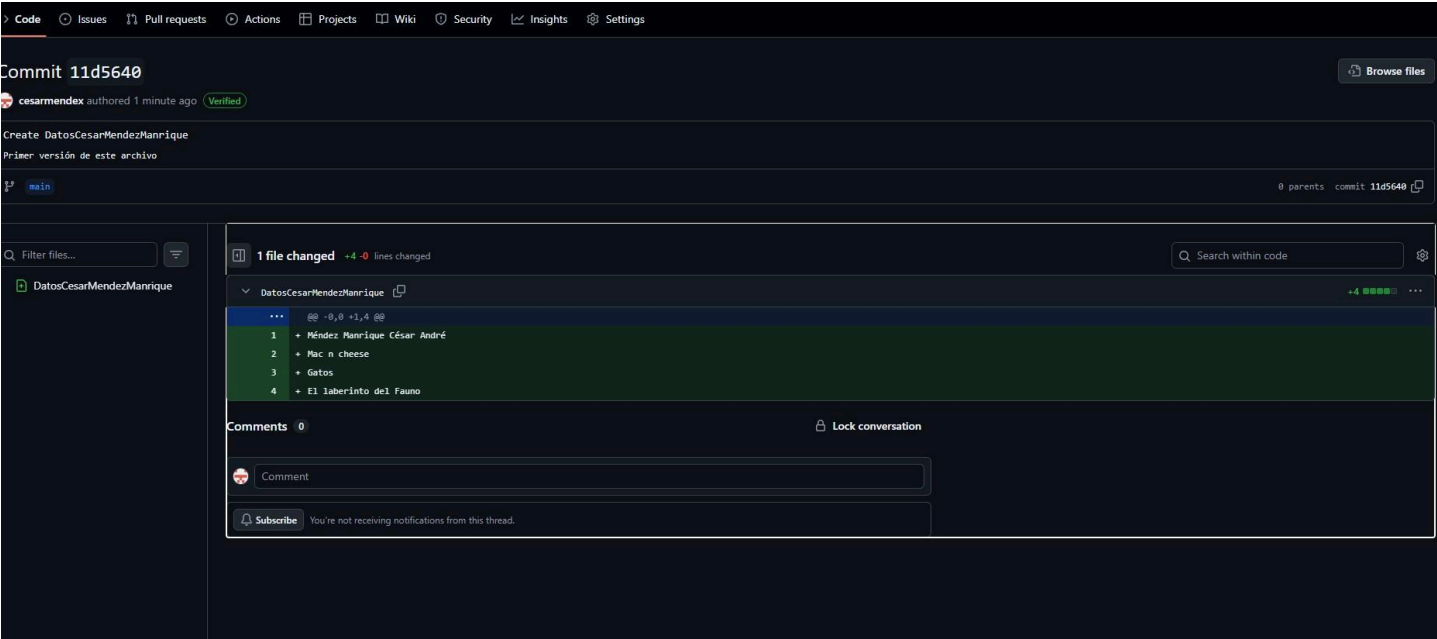 Code Issues Pull requests Actions Projects Wiki Security Insights Settings
Commit 11d5640
Browse files
cesarmendex authored 1 minute ago Verified
Create DatosCesarMendezManrique
Primer versión de este archivo
main
0 parents commit 11d5640
Filter files...
1 file changed +4 -0 lines changed
Search within code
DatosCesarMendezManrique
DatosCesarMendezManrique
+4
@@ -0,0 +1,4 @@
1 + Méndez Manrique César André
2 + Mac n cheese
3 + Gatos
4 + El laberinto del Fauno
Comments 0
Lock conversation
Comment
Subscribe You're not receiving notifications from this thread.